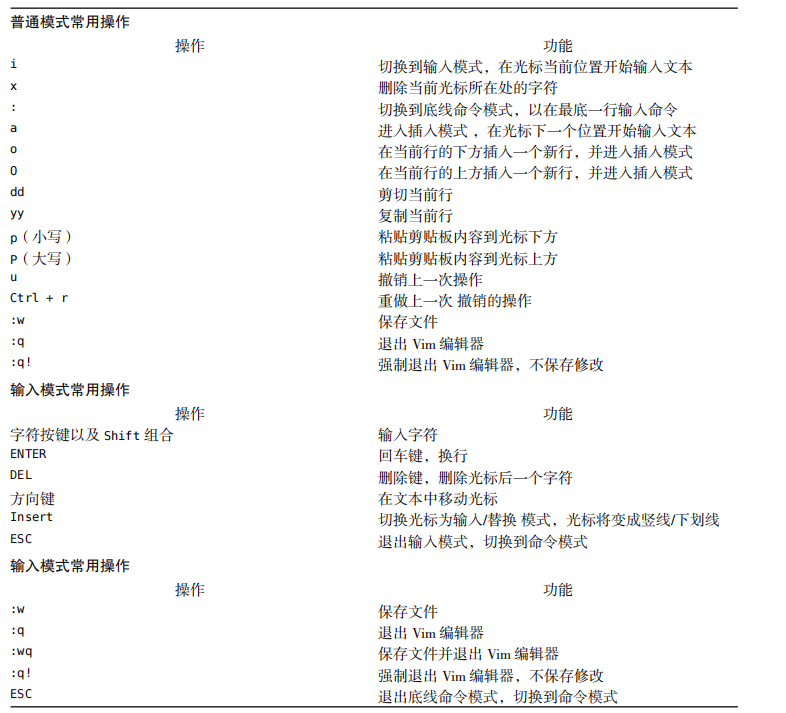 普通模式常用操作
操作 功能
i 切换到输入模式，在光标当前位置开始输入文本
x 删除当前光标所在处的字符
: 切换到底线命令模式，以在最底一行输入命令
a 进入插入模式 ，在光标下一个位置开始输入文本
o 在当前行的下方插入一个新行，并进入插入模式
O 在当前行的上方插入一个新行，并进入插入模式
dd 剪切当前行
yy 复制当前行
p（小写） 粘贴剪贴板内容到光标下方
P（大写） 粘贴剪贴板内容到光标上方
u 撤销上一次操作
Ctrl + r 重做上一次 撤销的操作
:w 保存文件
:q 退出 Vim 编辑器
:q! 强制退出 Vim 编辑器，不保存修改
输入模式常用操作
操作 功能
字符按键以及 Shift 组合 输入字符
ENTER 回车键，换行
DEL 删除键，删除光标后一个字符
方向键 在文本中移动光标
Insert 切换光标为输入/替换 模式，光标将变成竖线/下划线
ESC 退出输入模式，切换到命令模式
输入模式常用操作
操作 功能
:w 保存文件
:q 退出 Vim 编辑器
:wq 保存文件并退出 Vim 编辑器
:q! 强制退出 Vim 编辑器，不保存修改
ESC 退出底线命令模式，切换到命令模式